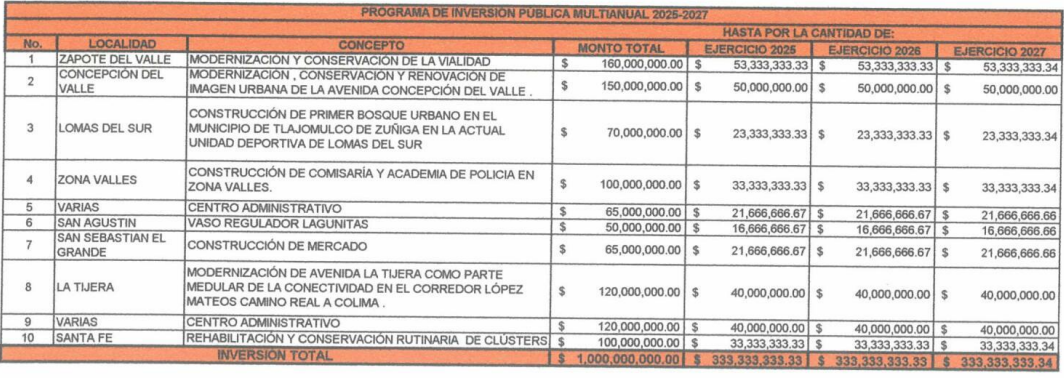 PROGRAMA DE INVERSIÓN PÚBLICA MULTIANUAL 2025-2027
HASTA POR LA CANTIDAD DE:
No. LOCALIDAD CONCEPTO MONTO TOTAL EJERCICIO 2025 EJERCICIO 2026 EJERCICIO 2027
1 ZAPOTE DEL VALLE MODERNIZACIÓN Y CONSERVACIÓN DE LA VIALIDAD $ 160,000,000.00 $ 53,333,333.33 $ 53,333,333.33 $ 53,333,333.34
2 CONCEPCIÓN DEL VALLE MODERNIZACIÓN , CONSERVACIÓN Y RENOVACIÓN DE
IMAGEN URBANA DE LA AVENIDA CONCEPCIÓN DEL VALLE . $ 150,000,000.00 $ 50,000,000.00 $ 50,000,000.00 $ 50,000,000.00
3 LOMAS DEL SUR CONSTRUCCIÓN DE PRIMER BOSQUE URBANO EN EL
MUNICIPIO DE TLAJOMULCO DE ZUÑIGA EN LA ACTUAL
UNIDAD DEPORTIVA DE LOMAS DEL SUR $ 70,000,000.00 $ 23,333,333.33 $ 23,333,333.33 $ 23,333,333.34
4 ZONA VALLES CONSTRUCCIÓN DE COMISARÍA Y ACADEMIA DE POLICIA EN
ZONA VALLES. $ 100,000,000.00 $ 33,333,333.33 $ 33,333,333.33 $ 33,333,333.34
5 VARIAS CENTRO ADMINISTRATIVO $ 65,000,000.00 $ 21,666,666.67 $ 21,666,666.67 $ 21,666,666.66
6 SAN AGUSTIN VASO REGULADOR LAGUNITAS $ 50,000,000.00 $ 16,666,666.67 $ 16,666,666.67 $ 16,666,666.66
7 SAN SEBASTIAN EL GRANDE CONSTRUCCIÓN DE MERCADO $ 65,000,000.00 $ 21,666,666.67 $ 21,666,666.67 $ 21,666,666.66
8 LA TIJERA MODERNIZACIÓN DE AVENIDA LA TIJERA COMO PARTE
MEDULAR DE LA CONECTIVIDAD EN EL CORREDOR LÓPEZ
MATEOS CAMINO REAL A COLIMA . $ 120,000,000.00 $ 40,000,000.00 $ 40,000,000.00 $ 40,000,000.00
9 VARIAS CENTRO ADMINISTRATIVO $ 120,000,000.00 $ 40,000,000.00 $ 40,000,000.00 $ 40,000,000.00
10 SANTA FE REHABILITACIÓN Y CONSERVACIÓN RUTINARIA DE CLÚSTERS $ 100,000,000.00 $ 33,333,333.33 $ 33,333,333.33 $ 33,333,333.34
INVERSIÓN TOTAL $ 1,000,000,000.00 $ 333,333,333.33 $ 333,333,333.33 $ 333,333,333.34